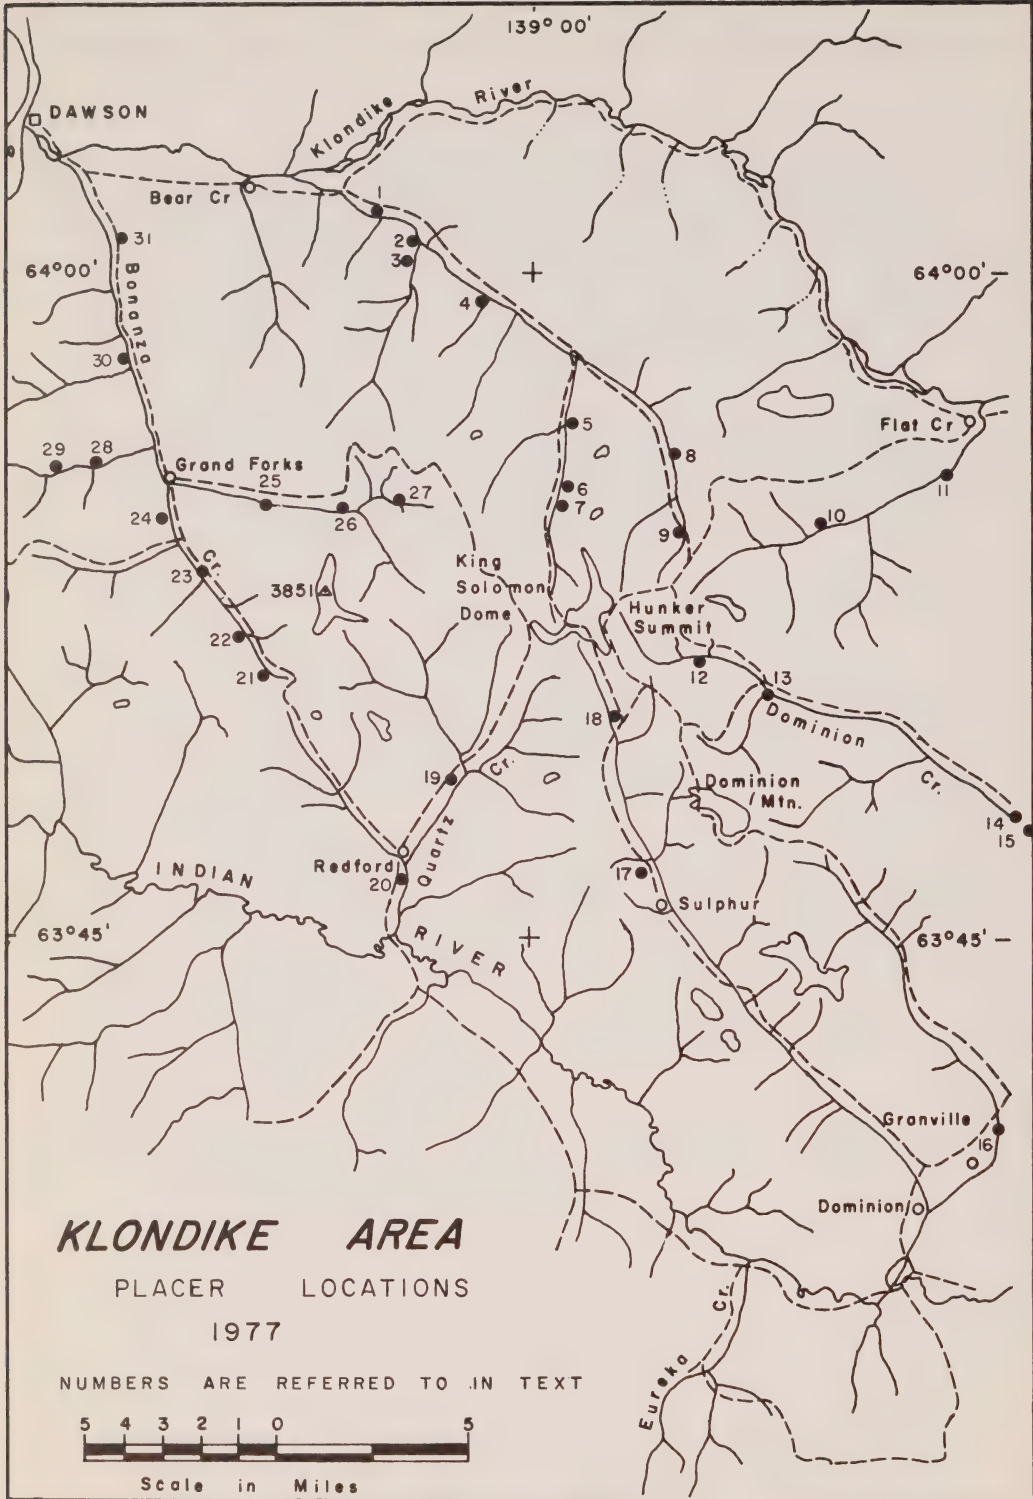 139° 00'
DAWSON
Klondike River
Bear Cr
1
2
3
31
64°00'
64°00'
Bonanza
4
30
Flat Cr
5
8
29
28
Grand Forks
25
27
11
6
7
26
24
10
9
Cr.
King
Solomon
Dome
23
3851
Hunker
Summit
22
12
13
21
18
Dominion
Cr.
19
Cr.
Dominion
Mtn.
14
15
Quartz
Redford
20
INDIAN
17
Sulphur
63°45'
RIVER
63°45'
Granville
16
Dominion
KLONDIKE AREA
PLACER LOCATIONS
1977
Cr.
Eureka
NUMBERS ARE REFERRED TO IN TEXT
5 4 3 2 1 0 5
Scale in Miles